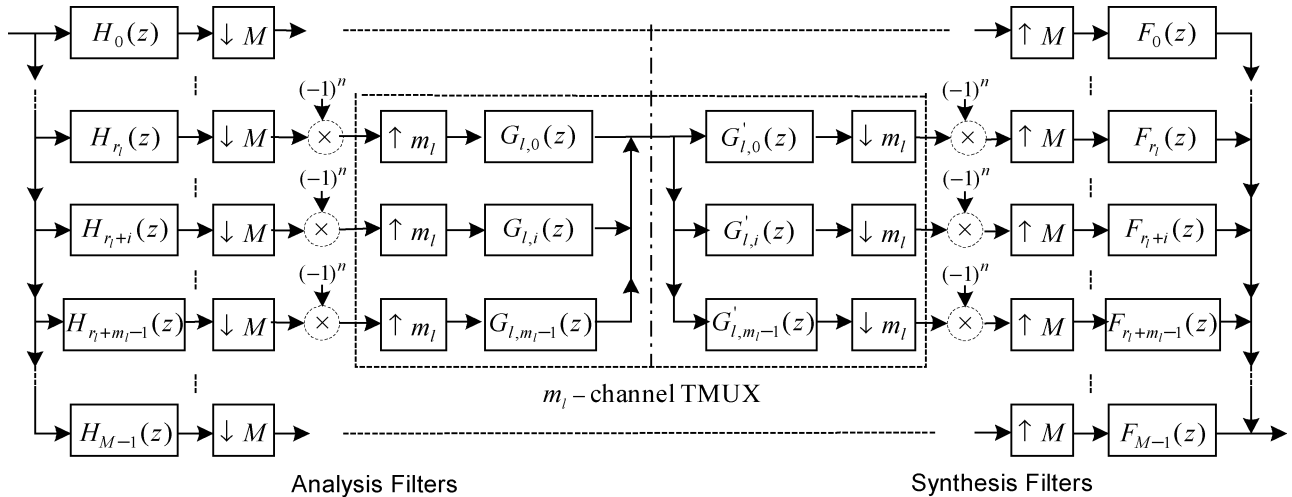 H₀(z) ↓ M ↑ M F₀(z)
(−1)ⁿ (−1)ⁿ
H_{r_l}(z) ↓ M × ↑ m_l G_{l,0}(z) G'_{l,0}(z) ↓ m_l × ↑ M F_{r_l}(z)
(−1)ⁿ (−1)ⁿ
H_{r_l+i}(z) ↓ M × ↑ m_l G_{l,i}(z) G'_{l,i}(z) ↓ m_l × ↑ M F_{r_l+i}(z)
(−1)ⁿ (−1)ⁿ
H_{r_l+m_l−1}(z) ↓ M × ↑ m_l G_{l,m_l−1}(z) G'_{l,m_l−1}(z) ↓ m_l × ↑ M F_{r_l+m_l−1}(z)
m_l – channel TMUX
H_{M−1}(z) ↓ M ↑ M F_{M−1}(z)
Analysis Filters Synthesis Filters